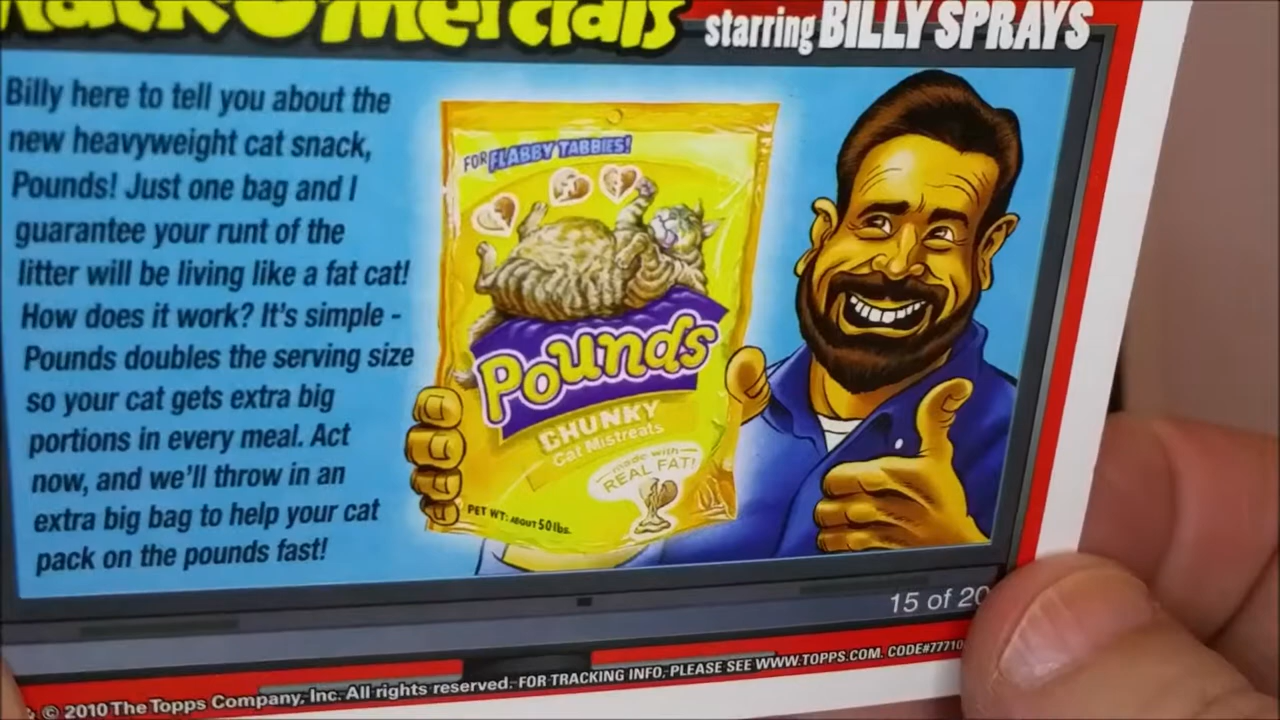 WackOMercials starring BILLY SPRAYS
Billy here to tell you about the
new heavyweight cat snack,
Pounds! Just one bag and I
guarantee your runt of the
litter will be living like a fat cat!
How does it work? It's simple -
Pounds doubles the serving size
so your cat gets extra big
portions in every meal. Act
now, and we'll throw in an
extra big bag to help your cat
pack on the pounds fast!
FOR FLABBY TABBIES!
Pounds
CHUNKY
Cat Mistreats
made with
REAL FAT!
PET WT: ABOUT 50 lbs.
15 of 20
© 2010 The Topps Company, Inc. All rights reserved. FOR TRACKING INFO, PLEASE SEE WWW.TOPPS.COM. CODE#77710